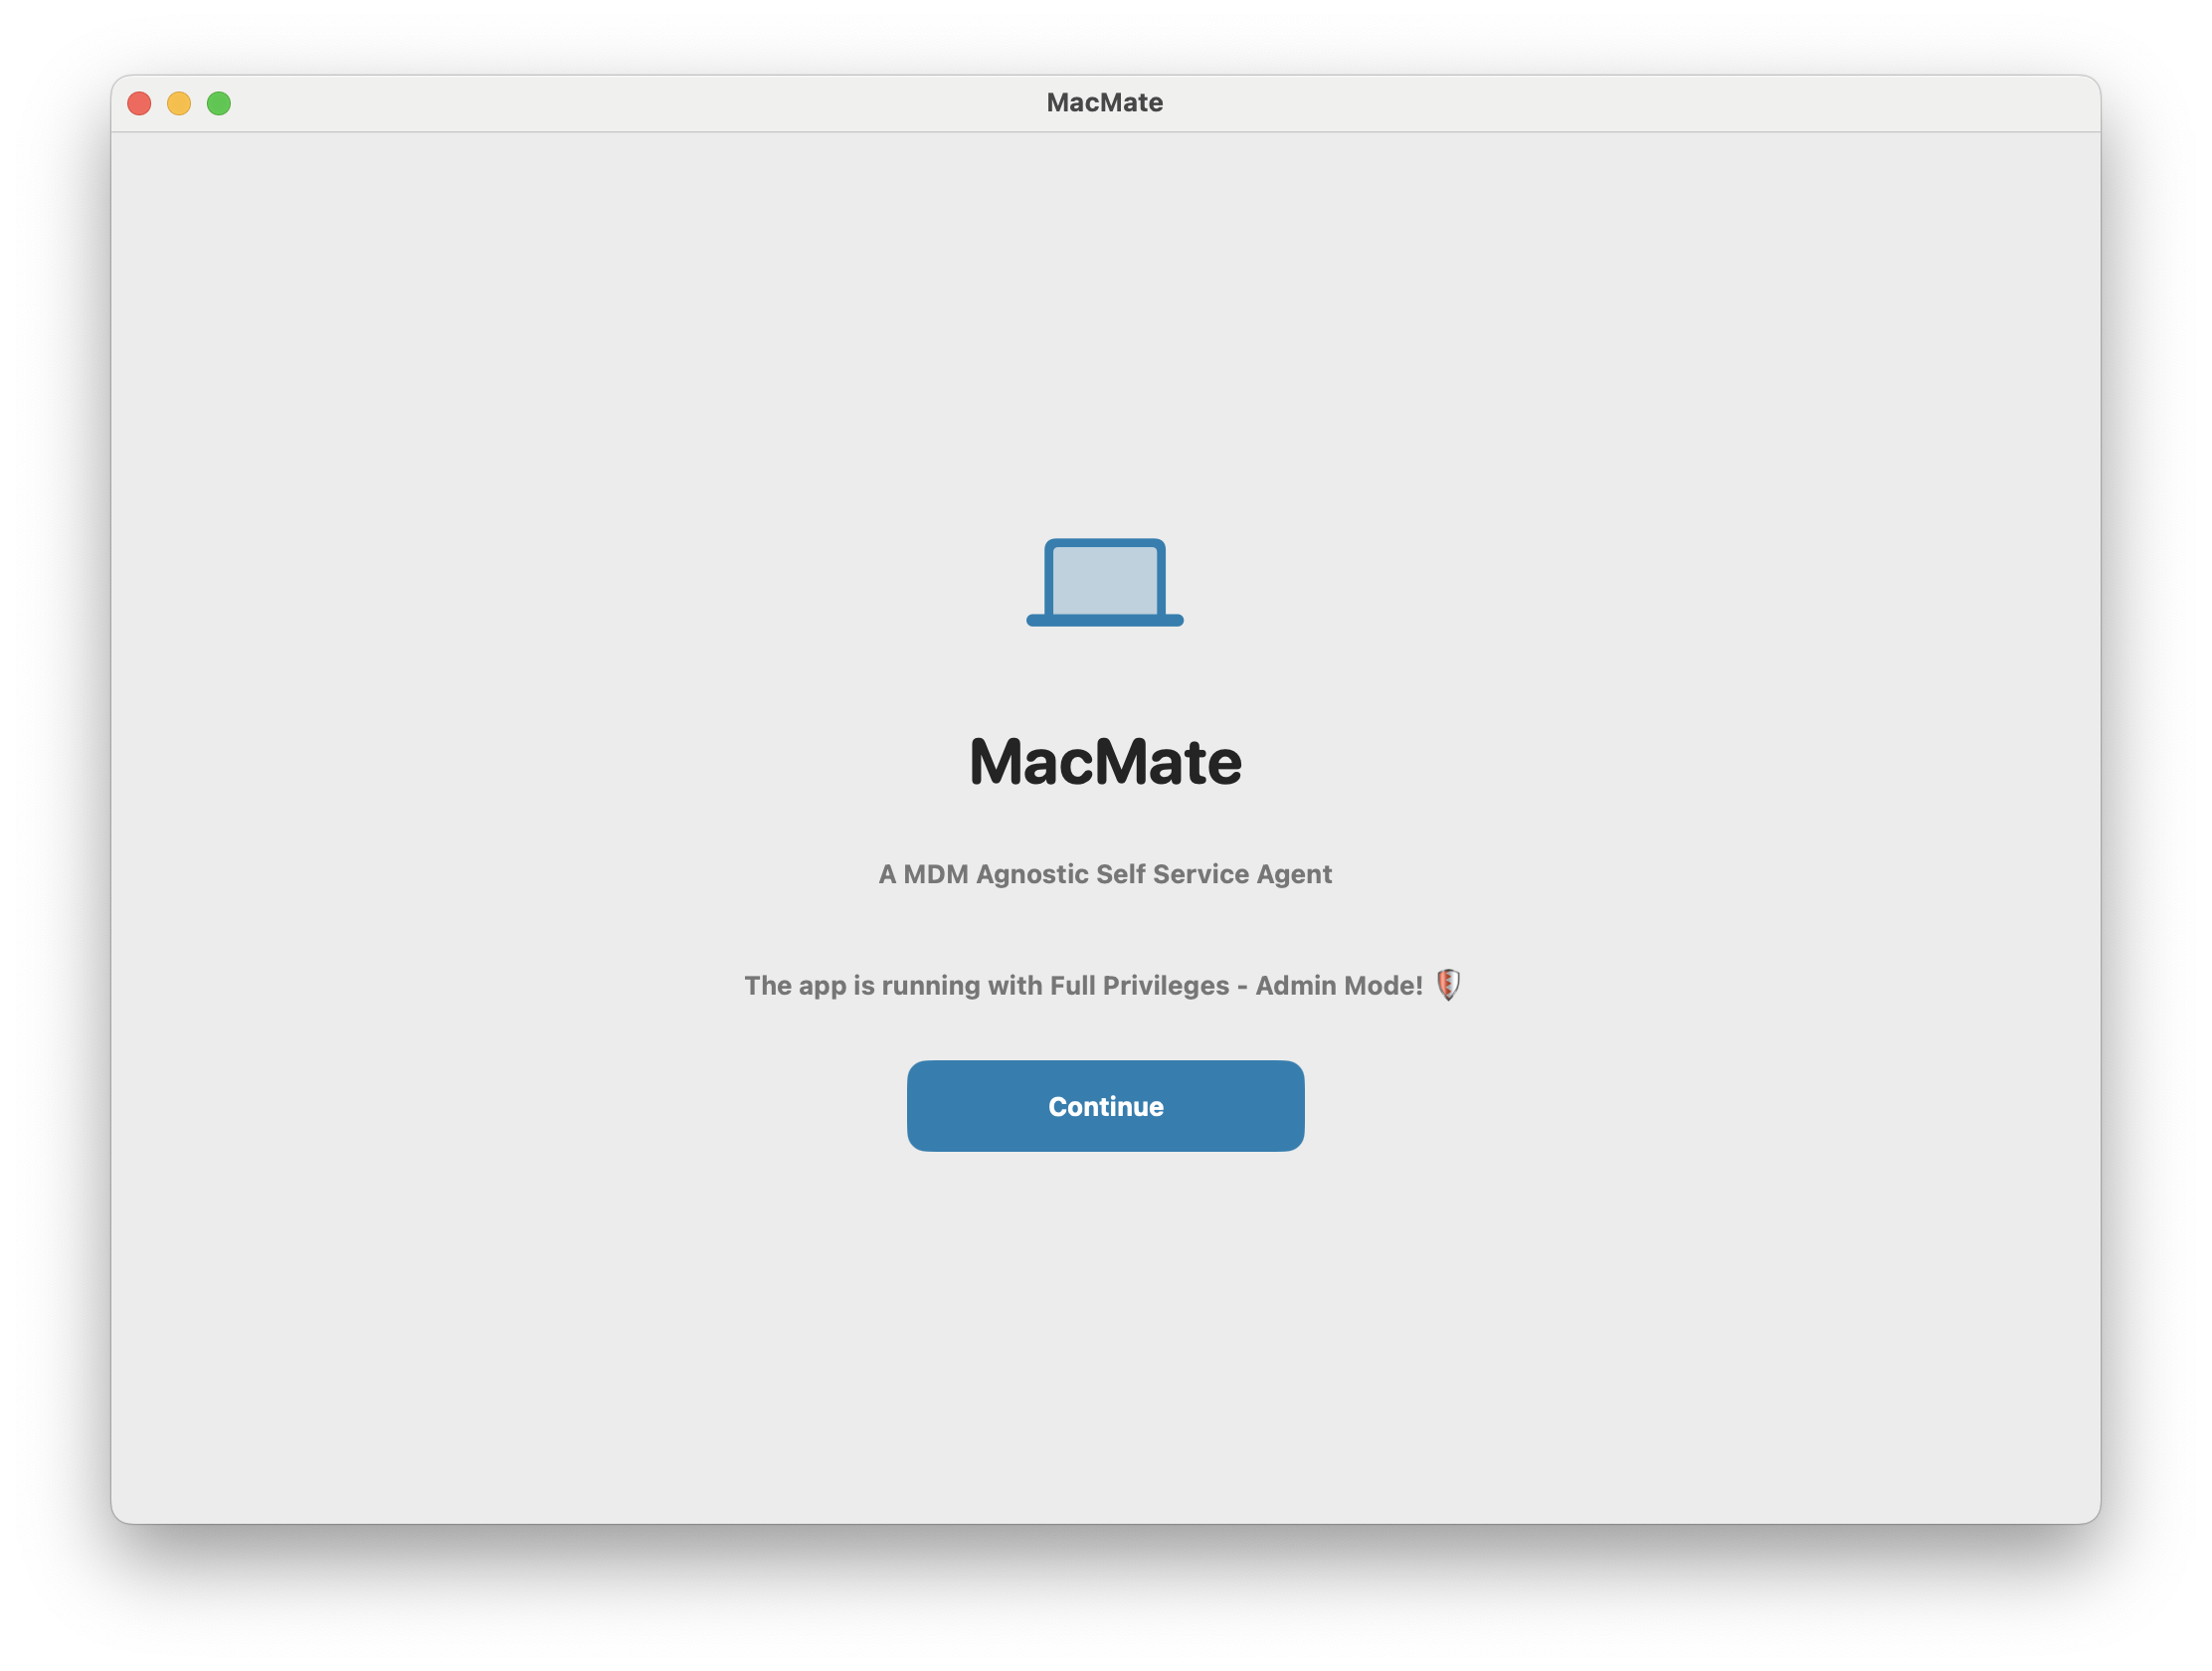 MacMate
MacMate
A MDM Agnostic Self Service Agent
The app is running with Full Privileges - Admin Mode! 🛡️
Continue